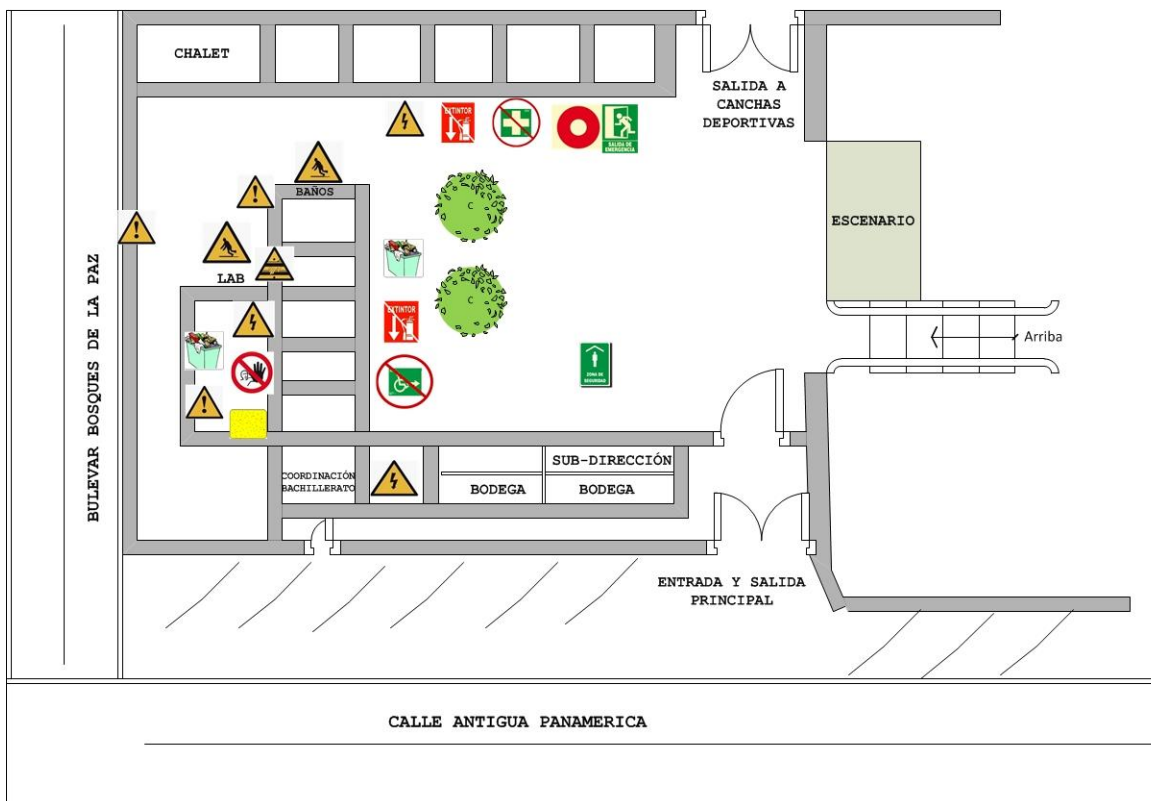 CHALET
SALIDA A
CANCHAS
DEPORTIVAS
EXTINTOR
SALIDA DE
EMERGENCIA
BAÑOS
C
ESCENARIO
LAB
C
EXTINTOR
Arriba
ZONA DE
SEGURIDAD
BULEVAR BOSQUES DE LA PAZ
SUB-DIRECCIÓN
COORDINACIÓN
BACHILLERATO
BODEGA
BODEGA
ENTRADA Y SALIDA
PRINCIPAL
CALLE ANTIGUA PANAMERICA